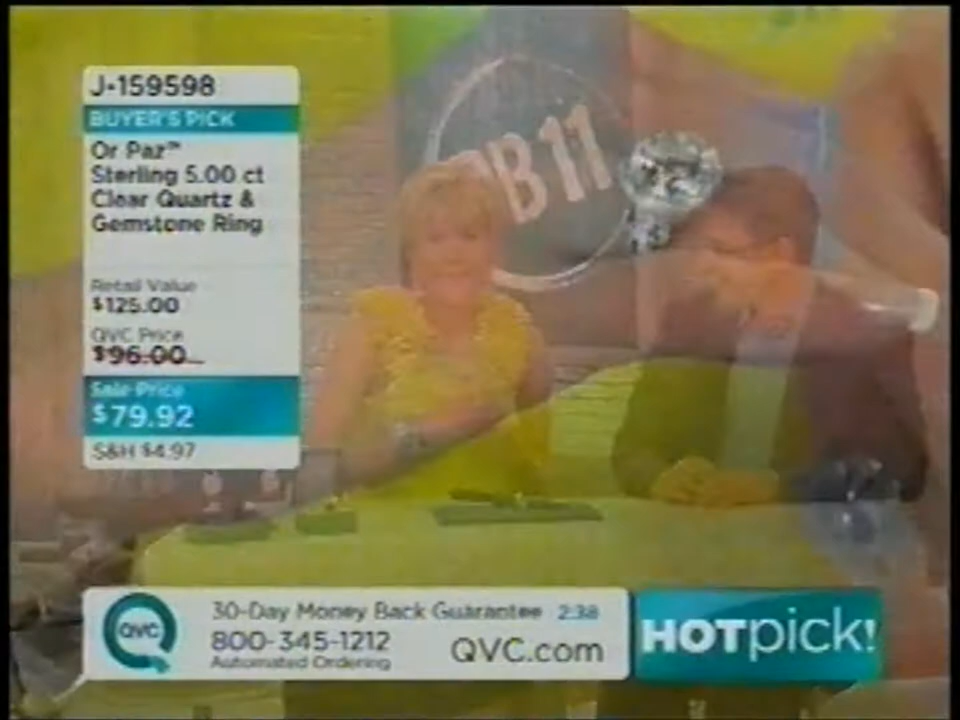 J-159598
BUYER'S PICK
Or Paz™
Sterling 5.00 ct
Clear Quartz &
Gemstone Ring
Retail Value
$125.00
QVC Price
$96.00
Sale Price
$79.92
S&H $4.97
B11
QVC
30-Day Money Back Guarantee 2:38
800-345-1212
Automated Ordering
QVC.com
HOTpick!